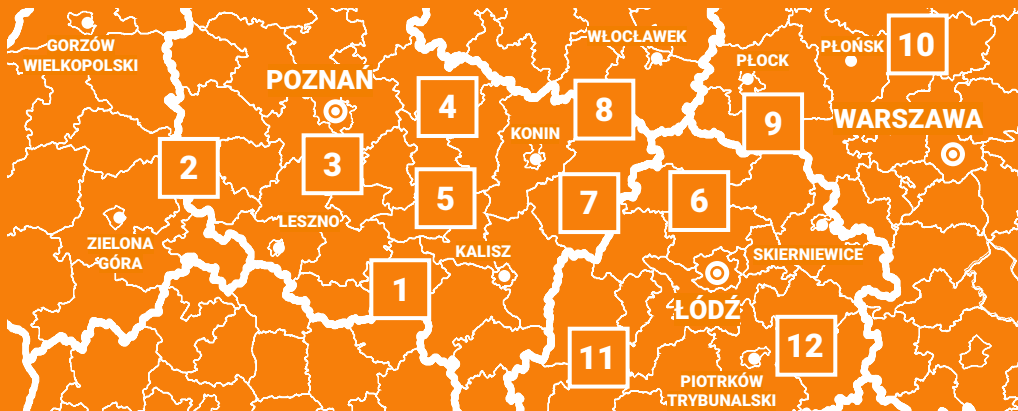 GORZÓW
WIELKOPOLSKI
WŁOCŁAWEK
PŁOŃSK
10
PŁOCK
POZNAŃ
4
8
9
WARSZAWA
KONIN
2
3
5
7
6
LESZNO
ZIELONA
GÓRA
KALISZ
SKIERNIEWICE
1
ŁÓDŹ
11
12
PIOTRKÓW
TRYBUNALSKI